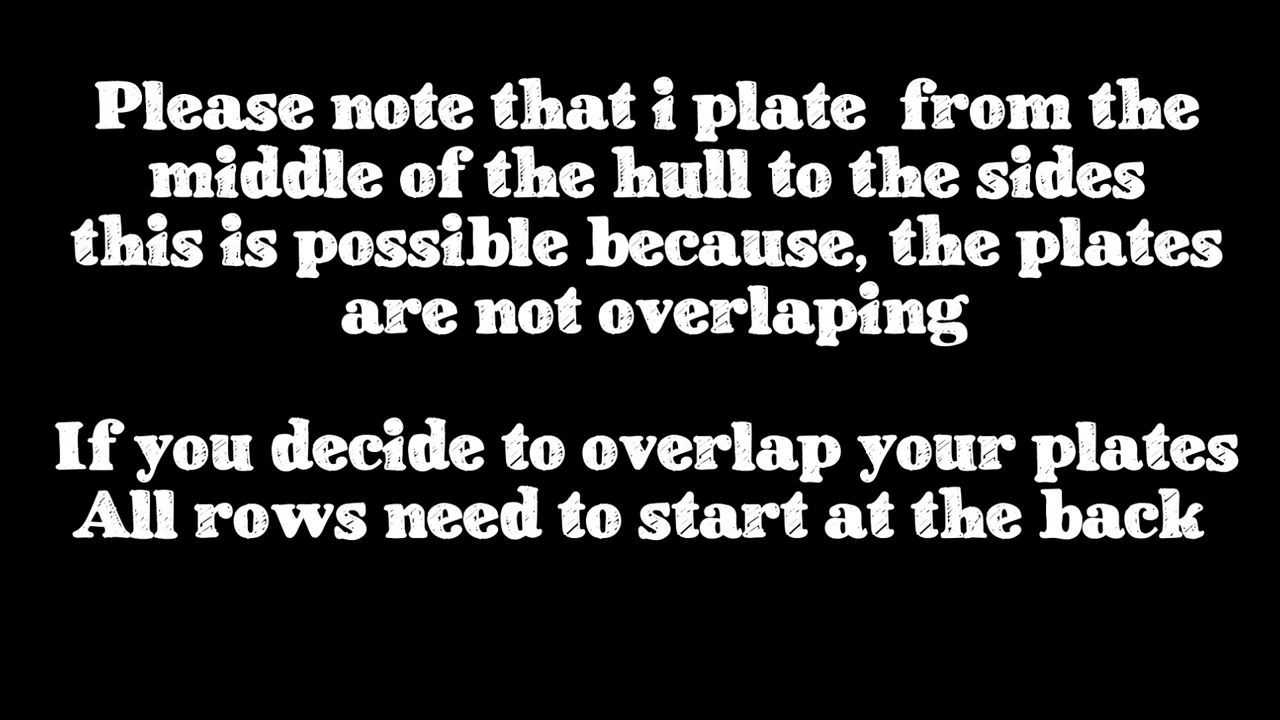 Please note that i plate  from the
middle of the hull to the sides
this is possible because, the plates
are not overlaping
If you decide to overlap your plates
All rows need to start at the back